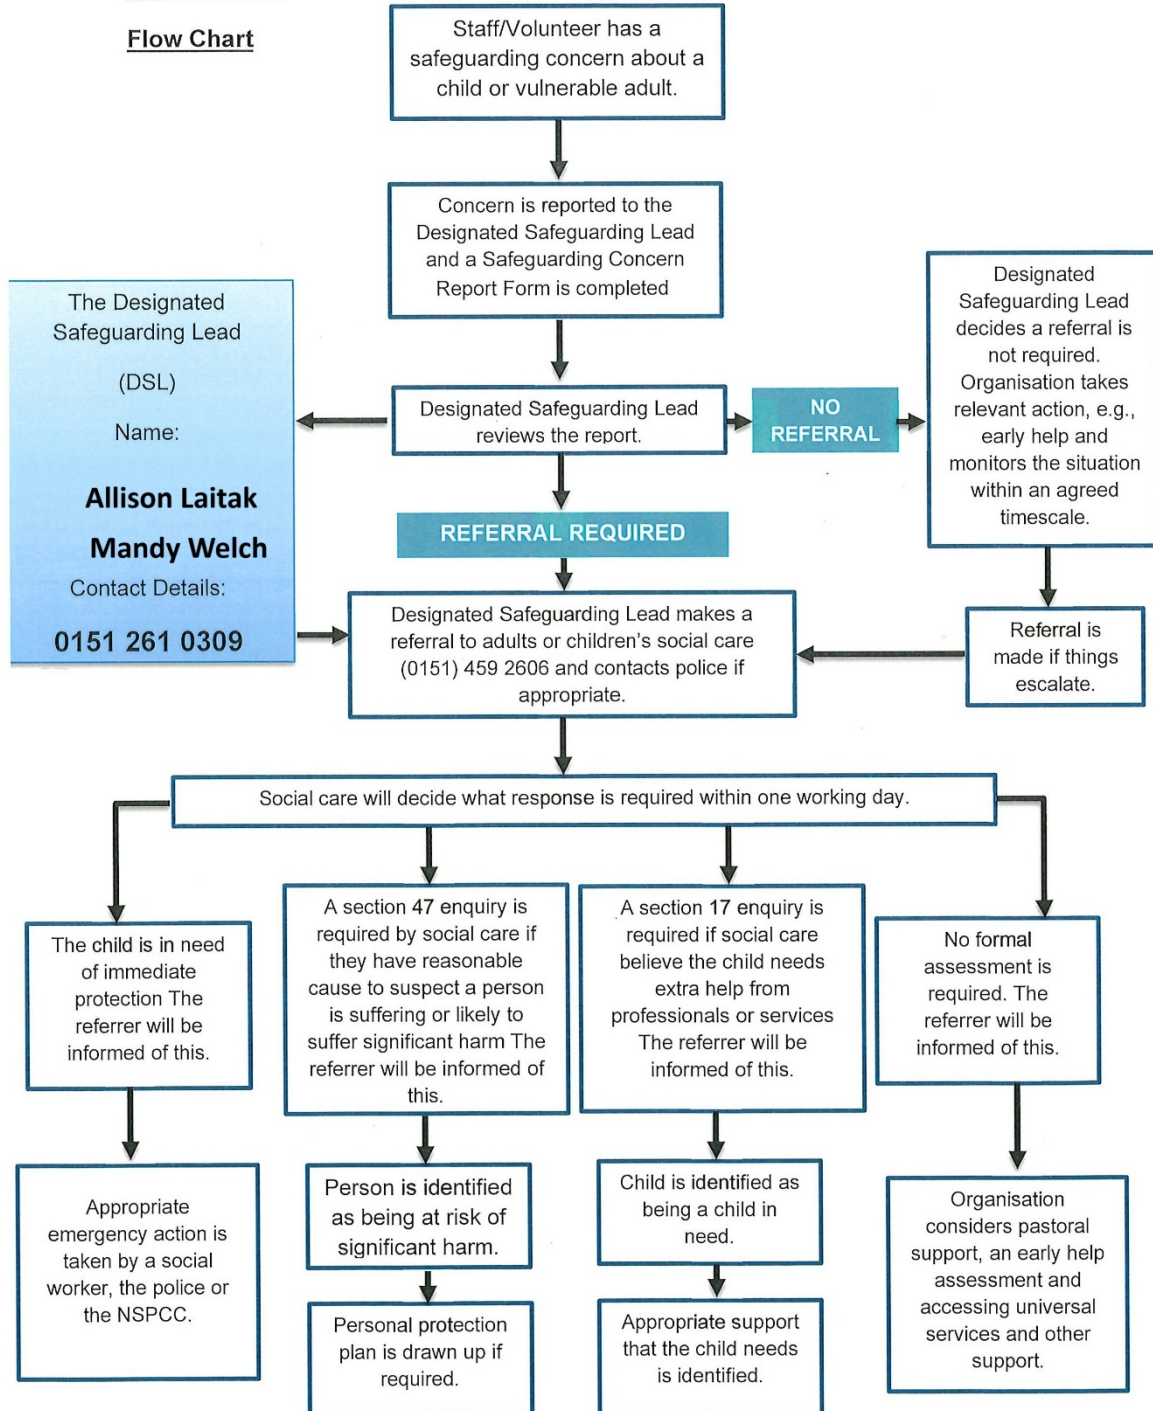 Flow Chart
Staff/Volunteer has a
safeguarding concern about a
child or vulnerable adult.
Concern is reported to the
Designated Safeguarding Lead
and a Safeguarding Concern
Report Form is completed
The Designated
Safeguarding Lead
(DSL)
Name:
Allison Laitak
Mandy Welch
Contact Details:
0151 261 0309
Designated Safeguarding Lead
reviews the report.
NO
REFERRAL
Designated
Safeguarding Lead
decides a referral is
not required.
Organisation takes
relevant action, e.g.,
early help and
monitors the situation
within an agreed
timescale.
REFERRAL REQUIRED
Designated Safeguarding Lead makes a
referral to adults or children's social care
(0151) 459 2606 and contacts police if
appropriate.
Referral is
made if things
escalate.
Social care will decide what response is required within one working day.
The child is in need
of immediate
protection The
referrer will be
informed of this.
A section 47 enquiry is
required by social care if
they have reasonable
cause to suspect a person
is suffering or likely to
suffer significant harm The
referrer will be informed of
this.
A section 17 enquiry is
required if social care
believe the child needs
extra help from
professionals or services
The referrer will be
informed of this.
No formal
assessment is
required. The
referrer will be
informed of this.
Appropriate
emergency action is
taken by a social
worker, the police or
the NSPCC.
Person is identified
as being at risk of
significant harm.
Child is identified as
being a child in
need.
Organisation
considers pastoral
support, an early help
assessment and
accessing universal
services and other
support.
Personal protection
plan is drawn up if
required.
Appropriate support
that the child needs
is identified.